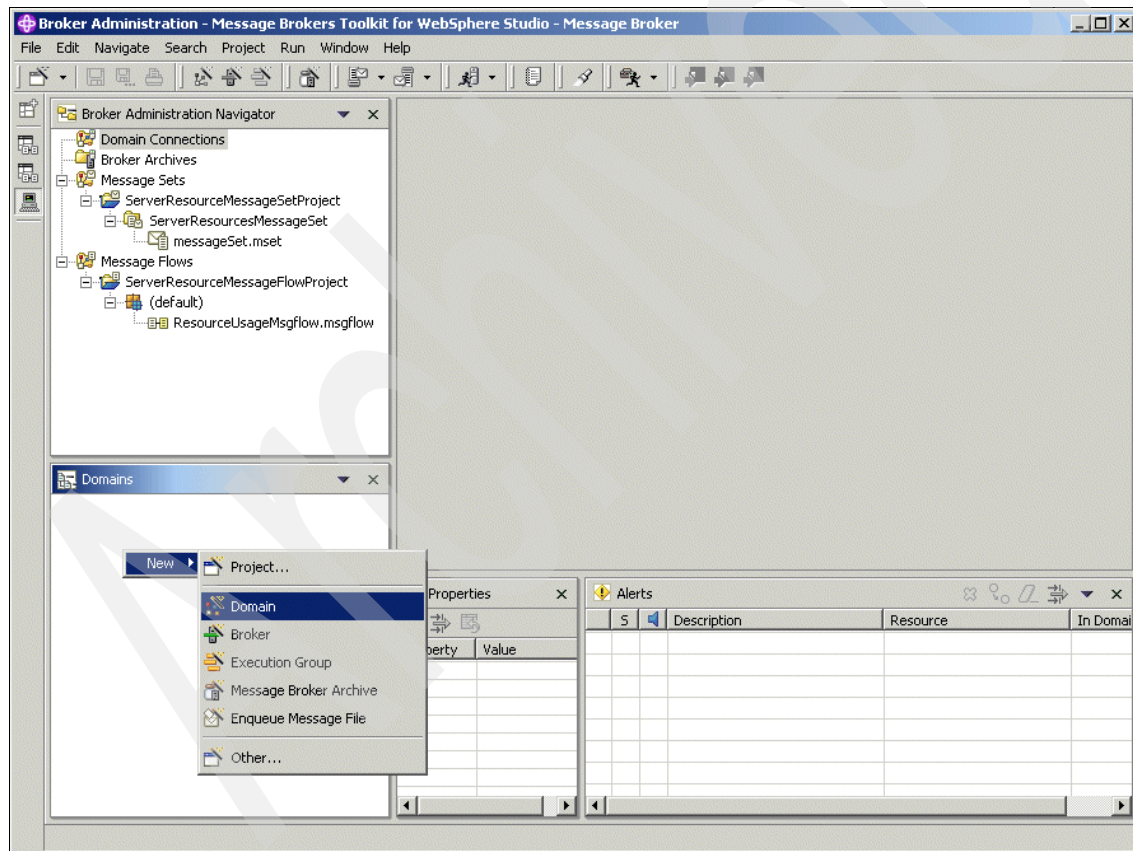 Broker Administration - Message Brokers Toolkit for WebSphere Studio - Message Broker
File Edit Navigate Search Project Run Window Help
Broker Administration Navigator
Domain Connections
Broker Archives
Message Sets
ServerResourceMessageSetProject
ServerResourcesMessageSet
messageSet.mset
Message Flows
ServerResourceMessageFlowProject
(default)
ResourceUsageMsgflow.msgflow
Domains
New
Project...
Domain
Broker
Execution Group
Message Broker Archive
Enqueue Message File
Other...
Properties
perty Value
Alerts
S Description Resource In Domai